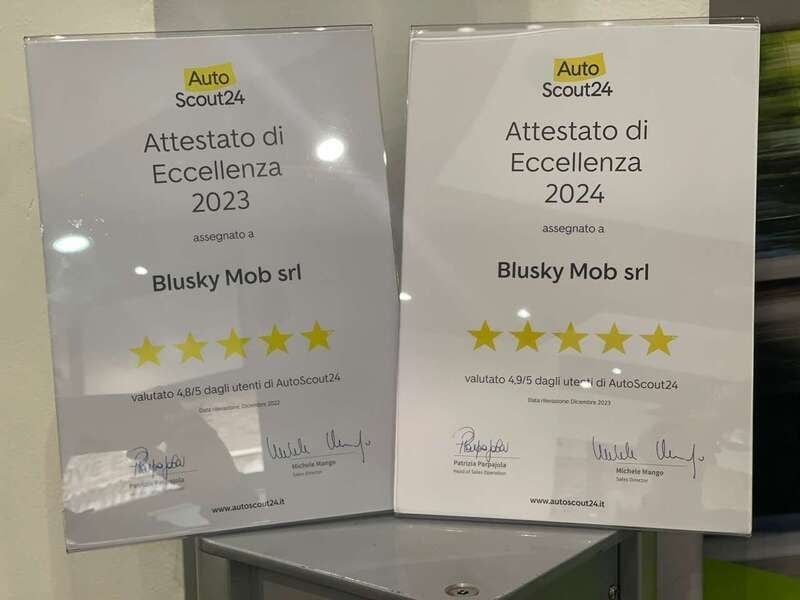 Auto
Scout24
Attestato di
Eccellenza
2023
assegnato a
Blusky Mob srl
valutato 4,8/5 dagli utenti di AutoScout24
Data rilevazione: Dicembre 2022
Patrizia Parpajola
Michele Mango
Sales Director
www.autoscout24.it
Auto
Scout24
Attestato di
Eccellenza
2024
assegnato a
Blusky Mob srl
valutato 4,9/5 dagli utenti di AutoScout24
Data rilevazione: Dicembre 2023
Patrizia Parpajola
Head of Sales Operation
Michele Mango
Sales Director
www.autoscout24.it